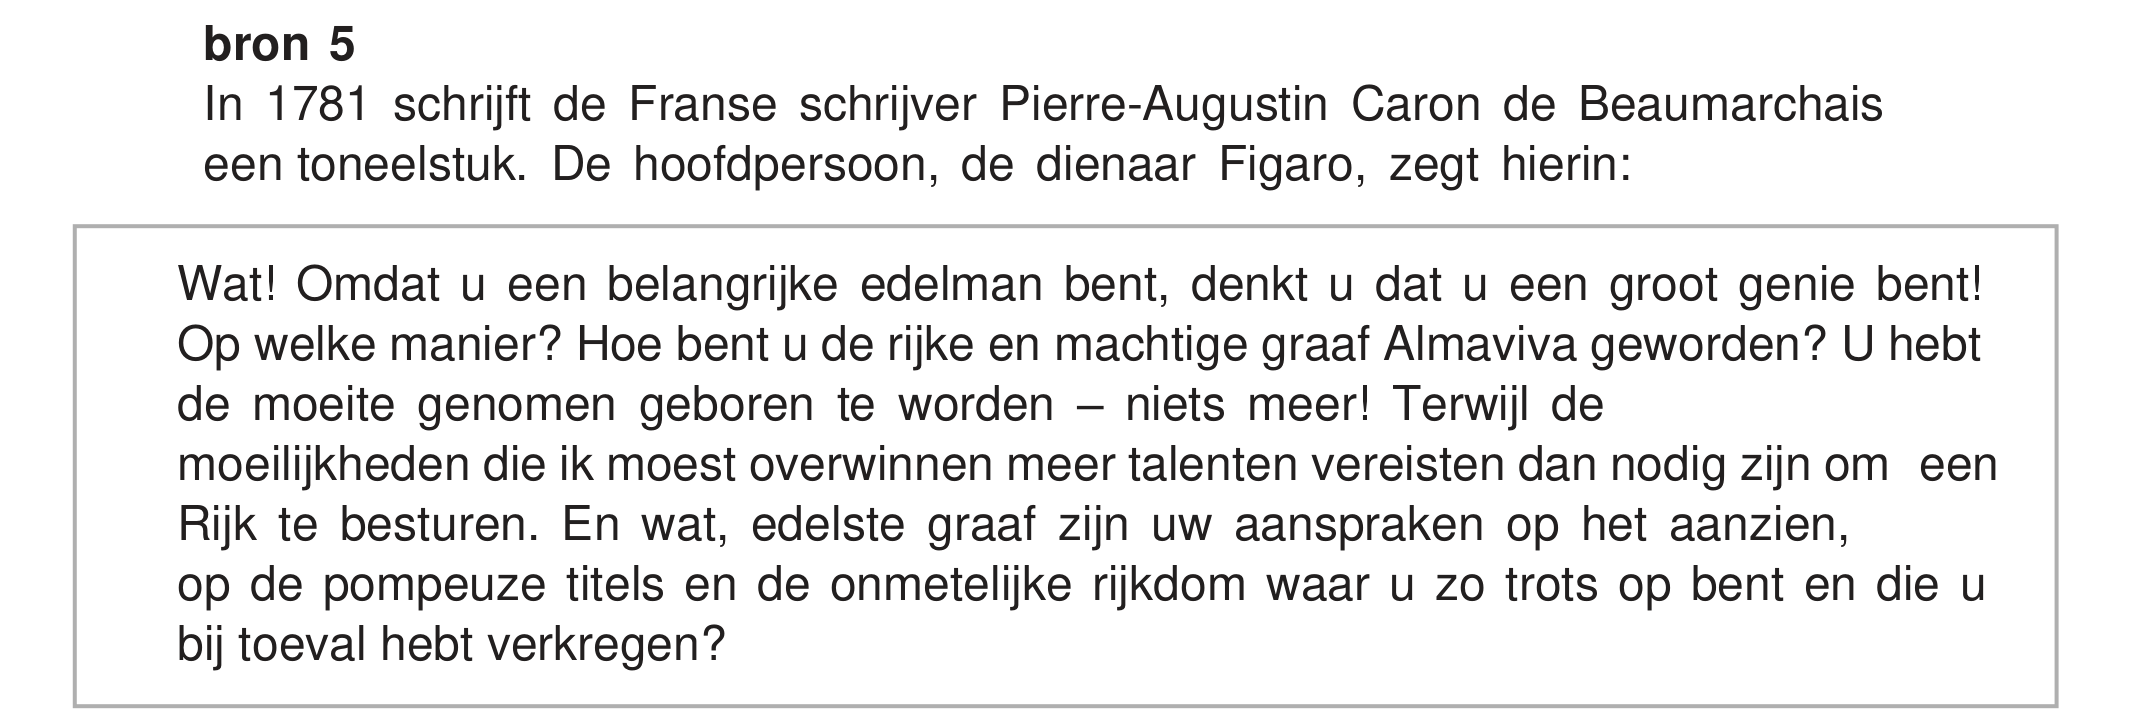 bron 5
In 1781 schrijft de Franse schrijver Pierre-Augustin Caron de Beaumarchais
een toneelstuk. De hoofdpersoon, de dienaar Figaro, zegt hierin:
Wat! Omdat u een belangrijke edelman bent, denkt u dat u een groot genie bent!
Op welke manier? Hoe bent u de rijke en machtige graaf Almaviva geworden? U hebt
de moeite genomen geboren te worden – niets meer! Terwijl de
moeilijkheden die ik moest overwinnen meer talenten vereisten dan nodig zijn om een
Rijk te besturen. En wat, edelste graaf zijn uw aanspraken op het aanzien,
op de pompeuze titels en de onmetelijke rijkdom waar u zo trots op bent en die u
bij toeval hebt verkregen?